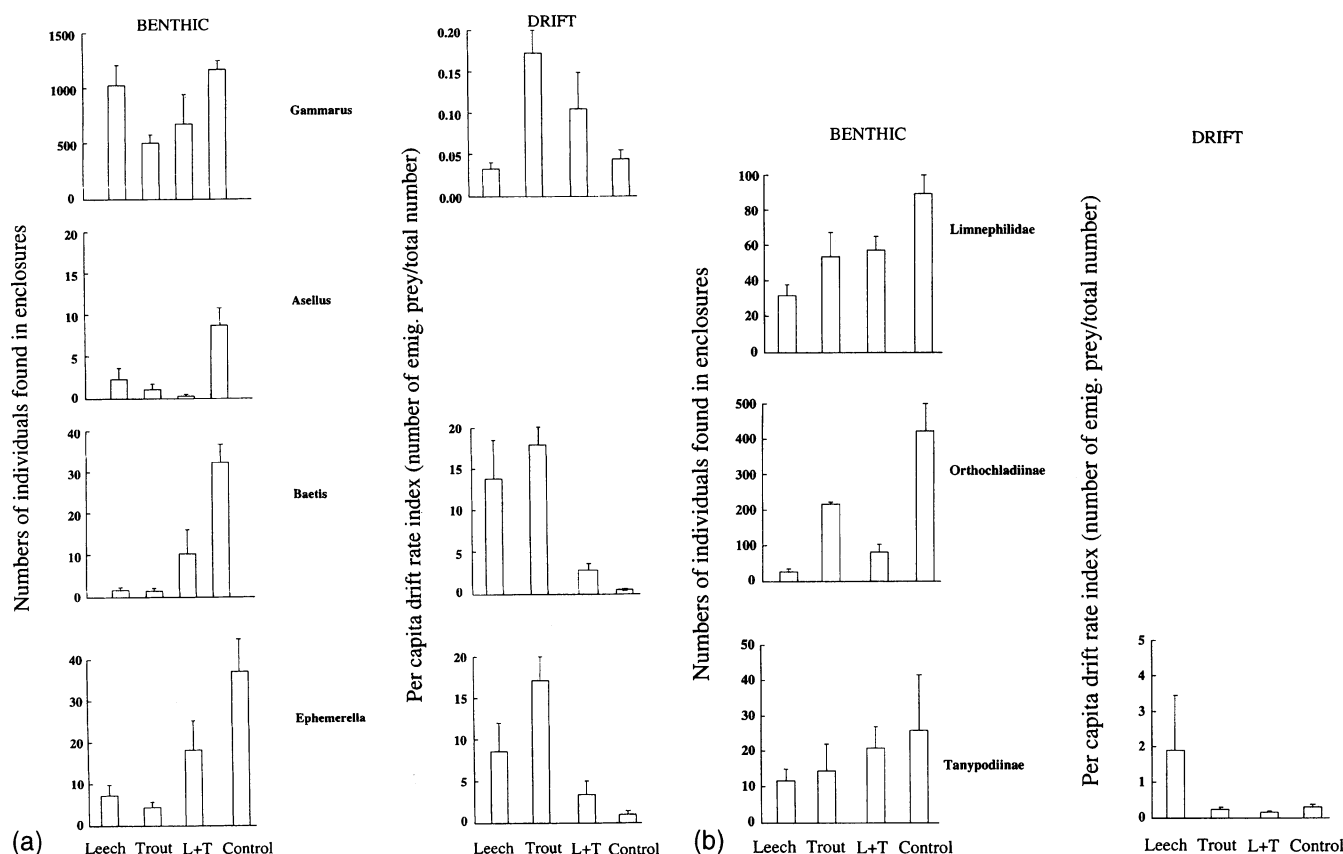 BENTHIC
1500
1000
500
0
Gammarus
20
15
10
5
0
Asellus
40
30
20
10
0
Baetis
40
30
20
10
0
Ephemerella
Numbers of individuals found in enclosures
(a)
Leech Trout L+T Control
DRIFT
0.20
0.15
0.10
0.05
0.00
20
15
10
5
0
20
15
10
5
0
Per capita drift rate index (number of emig. prey/total number)
Leech Trout L+T Control
BENTHIC
100
80
60
40
20
0
Limnephilidae
500
400
300
200
100
0
Orthochladiinae
50
40
30
20
10
0
Tanypodiinae
Numbers of individuals found in enclosures
(b)
Leech Trout L+T Control
DRIFT
5
4
3
2
1
0
Per capita drift rate index (number of emig. prey/total number)
Leech Trout L+T Control